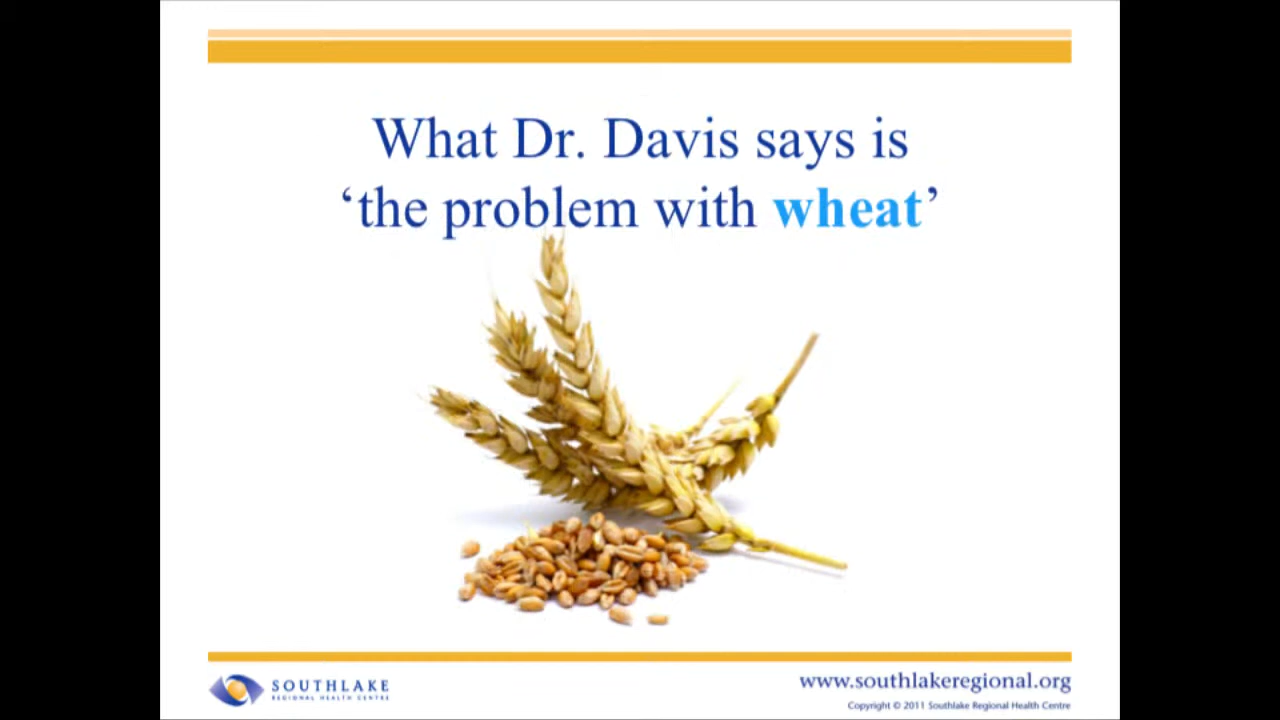 What Dr. Davis says is
‘the problem with wheat’
SOUTHLAKE
REGIONAL HEALTH CENTRE
www.southlakeregional.org
Copyright © 2011 Southlake Regional Health Centre